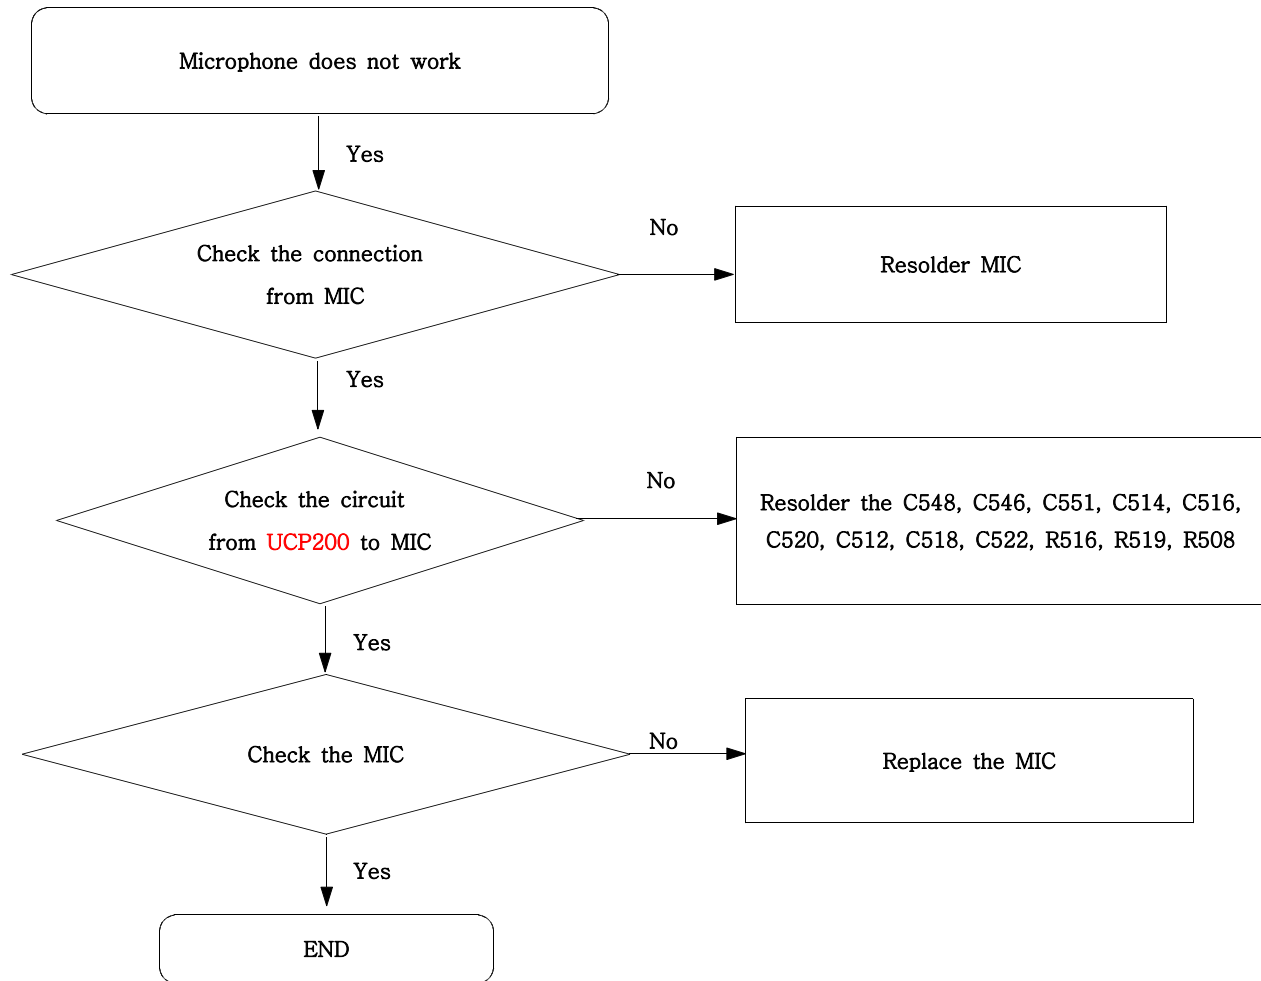 Microphone does not work
Yes
Check the connection
from MIC
No
Resolder MIC
Yes
Check the circuit
from UCP200 to MIC
No
Resolder the C548, C546, C551, C514, C516,
C520, C512, C518, C522, R516, R519, R508
Yes
Check the MIC
No
Replace the MIC
Yes
END